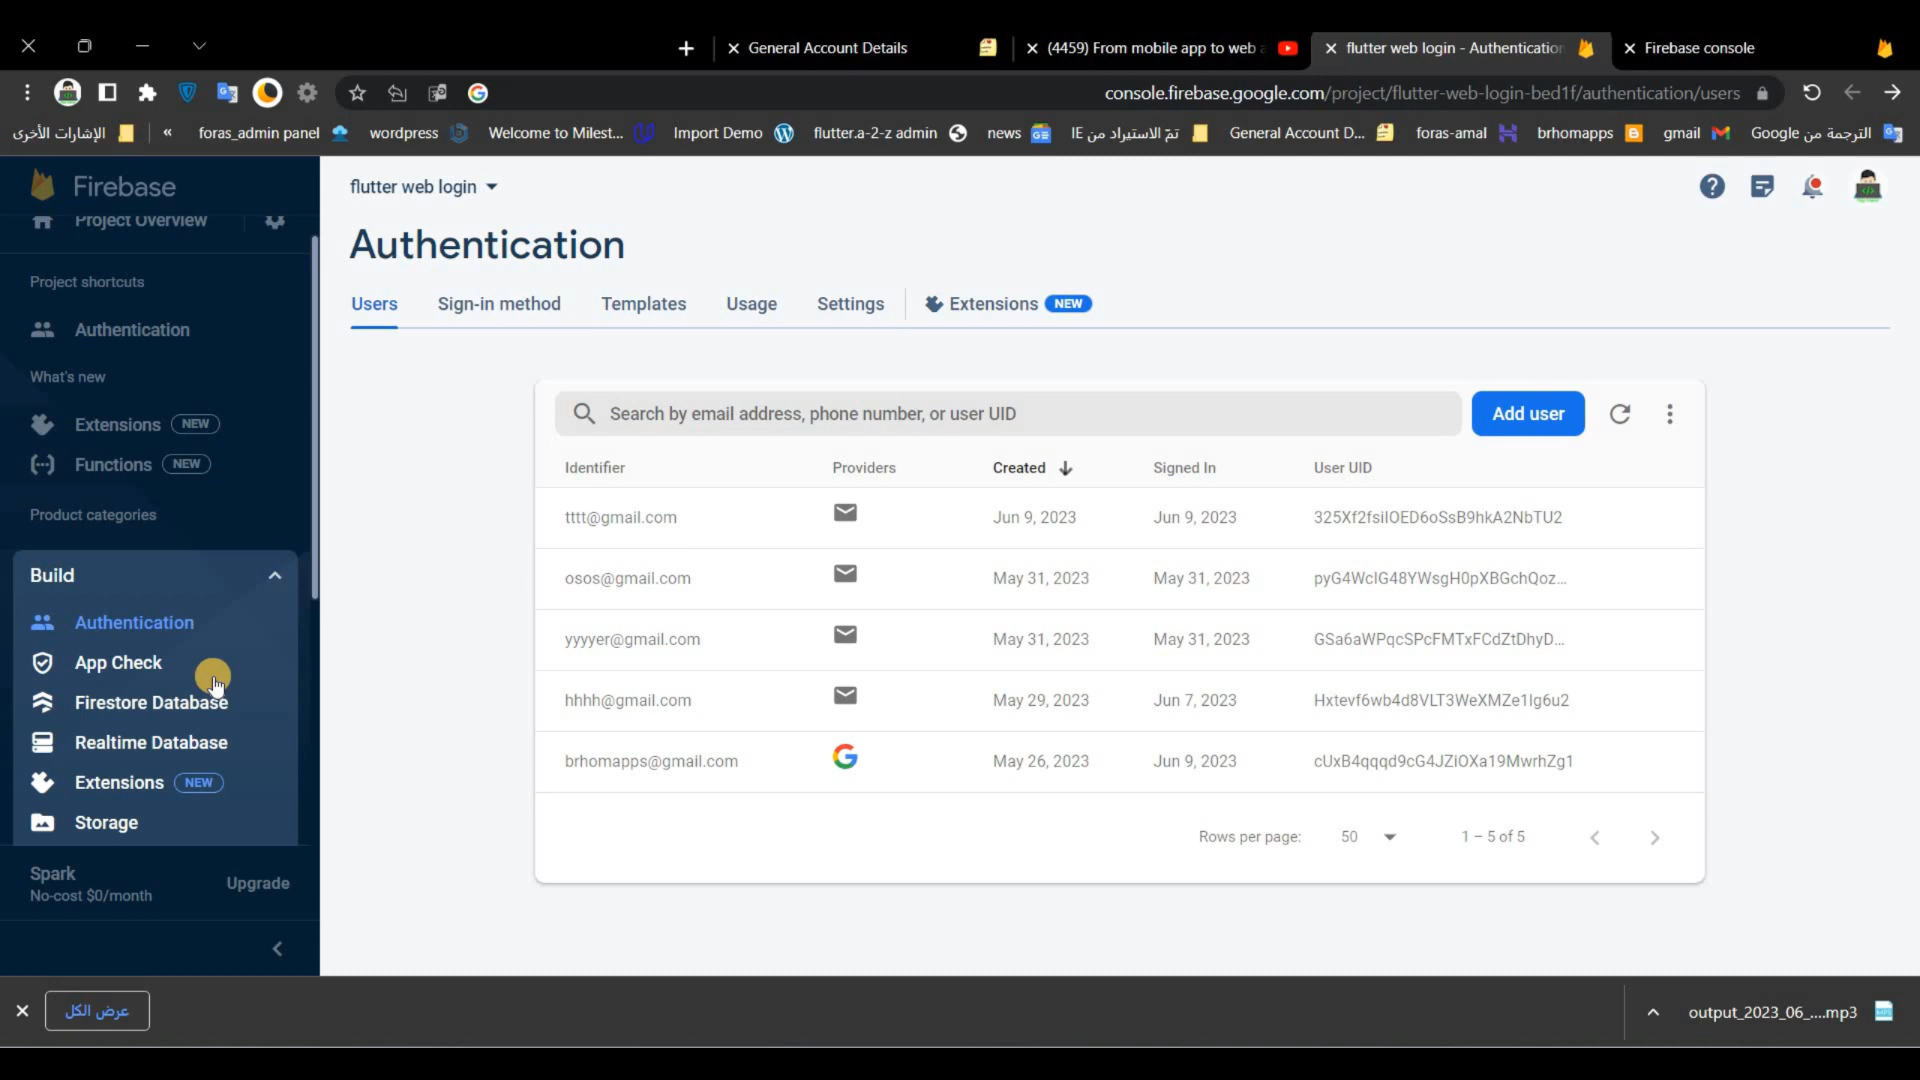 General Account Details
(4459) From mobile app to web a
flutter web login - Authentication
Firebase console
console.firebase.google.com/project/flutter-web-login-bed1f/authentication/users
الإشارات الأخرى
«
foras_admin panel
wordpress
Welcome to Milest...
Import Demo
flutter.a-2-z admin
news
تمّ الاستيراد من IE
General Account D...
foras-amal
brhomapps
gmail
الترجمة من Google
Firebase
Project Overview
Project shortcuts
Authentication
What's new
Extensions NEW
Functions NEW
Product categories
Build
Authentication
App Check
Firestore Database
Realtime Database
Extensions NEW
Storage
Spark
No-cost $0/month
Upgrade
flutter web login
Authentication
Users
Sign-in method
Templates
Usage
Settings
Extensions NEW
Search by email address, phone number, or user UID
Add user
Identifier Providers Created Signed In User UID
tttt@gmail.com Jun 9, 2023 Jun 9, 2023 325Xf2fsilOED6oSsB9hkA2NbTU2
osos@gmail.com May 31, 2023 May 31, 2023 pyG4WclG48YWsgH0pXBGchQoz...
yyyyer@gmail.com May 31, 2023 May 31, 2023 GSa6aWPqcSPcFMTxFCdZtDhyD...
hhhh@gmail.com May 29, 2023 Jun 7, 2023 Hxtevf6wb4d8VLT3WeXMZe1lg6u2
brhomapps@gmail.com May 26, 2023 Jun 9, 2023 cUxB4qqqd9cG4JZiOXa19MwrhZg1
Rows per page: 50 1 – 5 of 5
عرض الكل
output_2023_06_....mp3